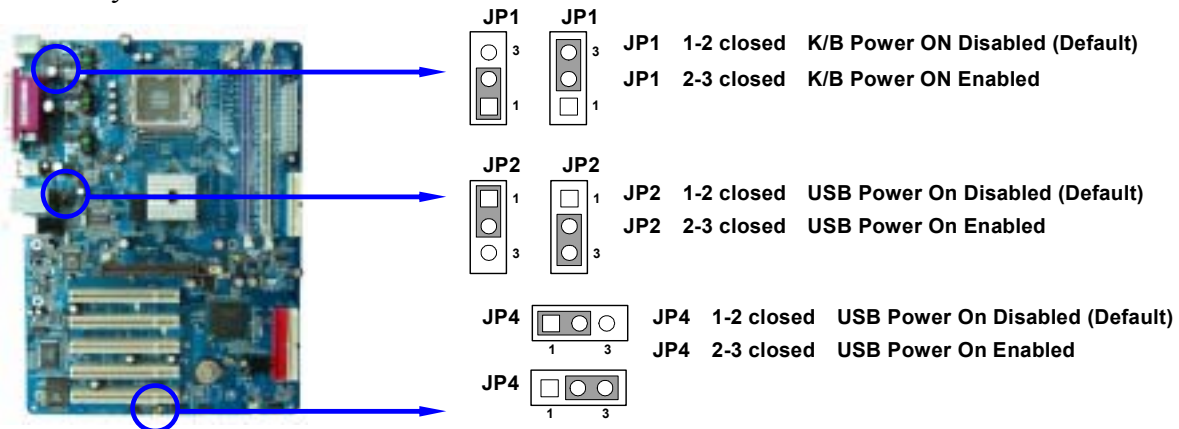 JP1 JP1
3 3
1 1
JP1 1-2 closed K/B Power ON Disabled (Default)
JP1 2-3 closed K/B Power ON Enabled
JP2 JP2
1 1
3 3
JP2 1-2 closed USB Power On Disabled (Default)
JP2 2-3 closed USB Power On Enabled
JP4
1 3
JP4 1-2 closed USB Power On Disabled (Default)
JP4 2-3 closed USB Power On Enabled
JP4
1 3